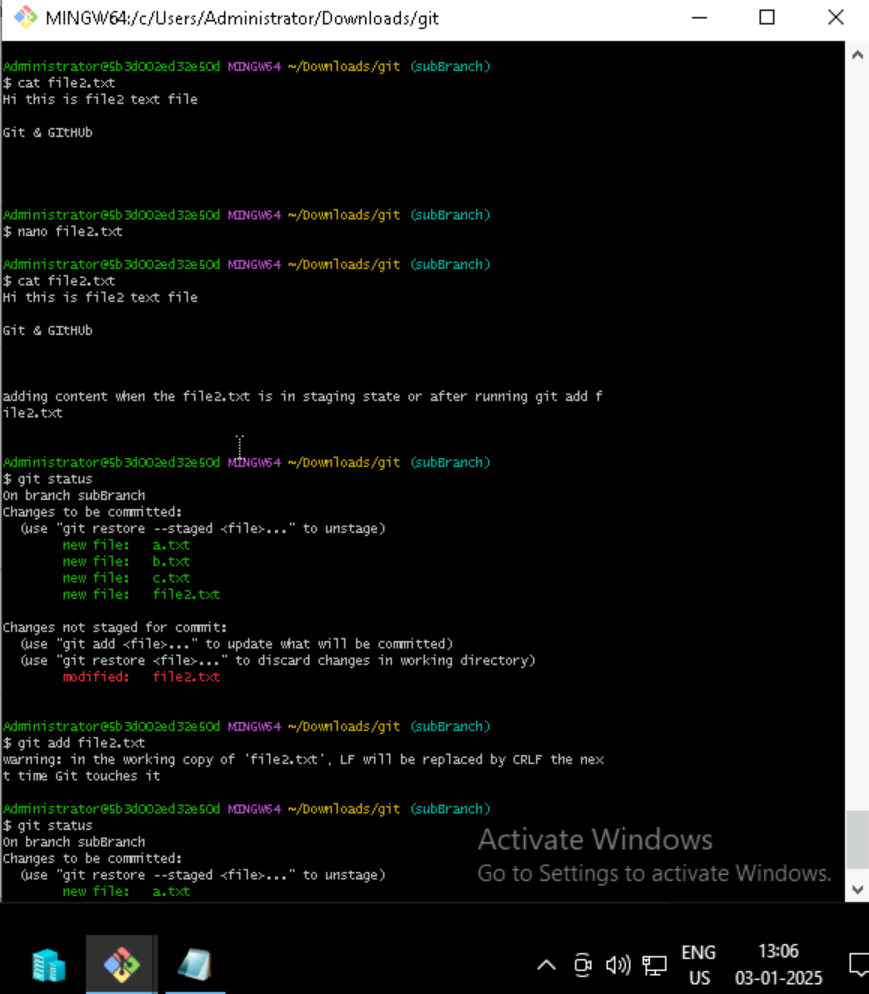 MINGW64:/c/Users/Administrator/Downloads/git
Administrator@5b3d002ed32e50d MINGW64 ~/Downloads/git (subBranch)
$ cat file2.txt
Hi this is file2 text file
Git & GItHUb
Administrator@5b3d002ed32e50d MINGW64 ~/Downloads/git (subBranch)
$ nano file2.txt
Administrator@5b3d002ed32e50d MINGW64 ~/Downloads/git (subBranch)
$ cat file2.txt
Hi this is file2 text file
Git & GItHUb
adding content when the file2.txt is in staging state or after running git add f
ile2.txt
Administrator@5b3d002ed32e50d MINGW64 ~/Downloads/git (subBranch)
$ git status
On branch subBranch
Changes to be committed:
(use "git restore --staged <file>..." to unstage)
new file: a.txt
new file: b.txt
new file: c.txt
new file: file2.txt
Changes not staged for commit:
(use "git add <file>..." to update what will be committed)
(use "git restore <file>..." to discard changes in working directory)
modified: file2.txt
Administrator@5b3d002ed32e50d MINGW64 ~/Downloads/git (subBranch)
$ git add file2.txt
warning: in the working copy of 'file2.txt', LF will be replaced by CRLF the nex
t time Git touches it
Administrator@5b3d002ed32e50d MINGW64 ~/Downloads/git (subBranch)
$ git status
On branch subBranch
Changes to be committed:
(use "git restore --staged <file>..." to unstage)
new file: a.txt
Activate Windows
Go to Settings to activate Windows.
ENG
US
13:06
03-01-2025